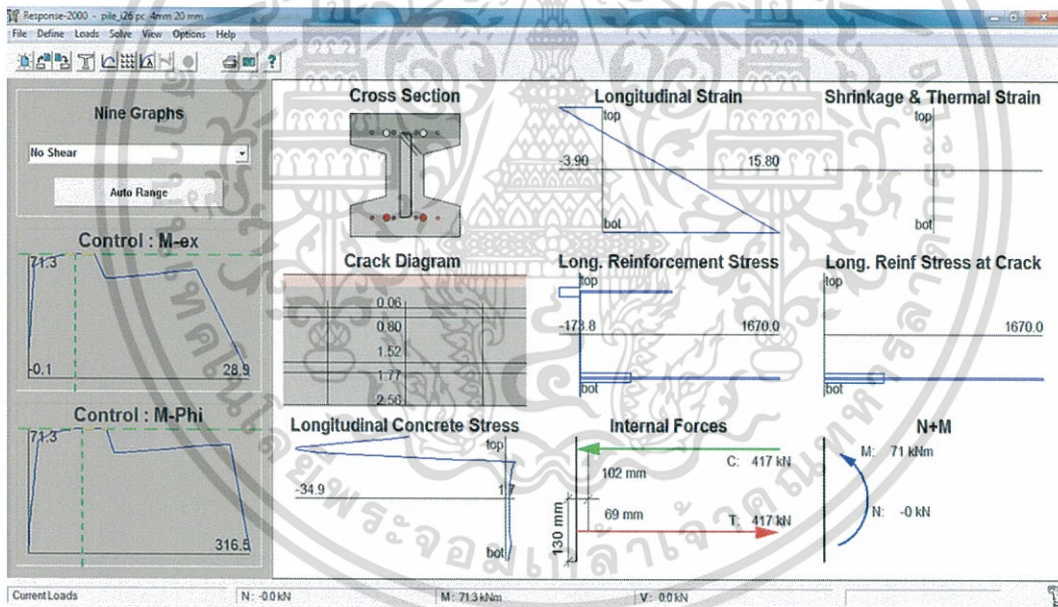 Response-2000 - pile_i26 pc 4mm 20 mm
File Define Loads Solve View Options Help
Nine Graphs
No Shear
Auto Range
Control : M-ex
71.3
-0.1
28.9
Control : M-Phi
71.3
316.5
Cross Section
Longitudinal Strain
top
-3.90
15.80
bot
Shrinkage & Thermal Strain
top
bot
Crack Diagram
0.06
0.80
1.52
1.77
2.56
Long. Reinforcement Stress
top
-173.8
1670.0
bot
Long. Reinf Stress at Crack
top
1670.0
bot
Longitudinal Concrete Stress
top
-34.9
1.7
bot
Internal Forces
C: 417 kN
102 mm
69 mm
T: 417 kN
130 mm
N+M
M: 71 kNm
N: -0 kN
Current Loads
N: -0.0 kN
M: 71.3 kNm
V: 0.0 kN